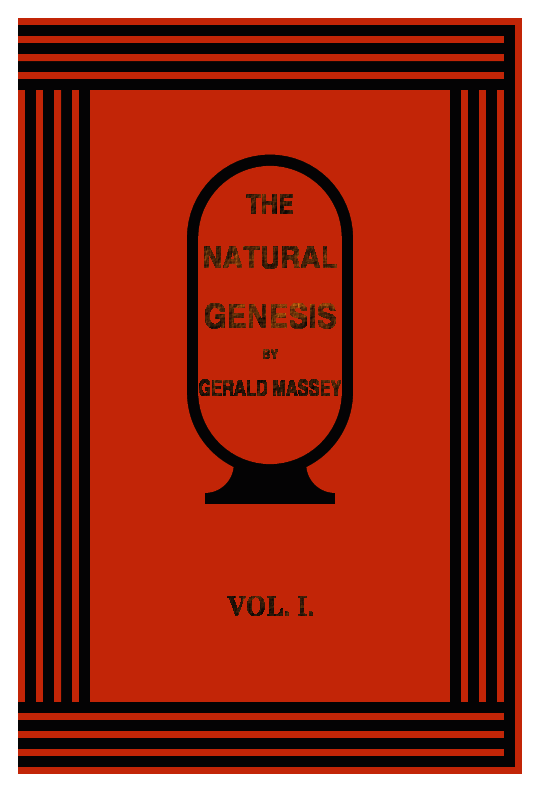 THE
NATURAL
GENESIS
BY
GERALD MASSEY
VOL. I.